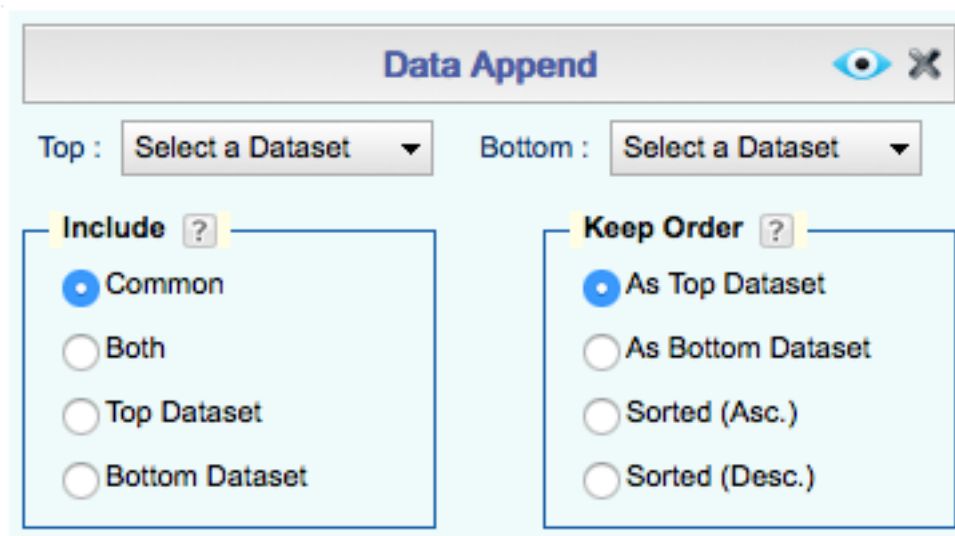 Data Append
Top : Select a Dataset Bottom : Select a Dataset
Include ? Keep Order ?
Common As Top Dataset
Both As Bottom Dataset
Top Dataset Sorted (Asc.)
Bottom Dataset Sorted (Desc.)